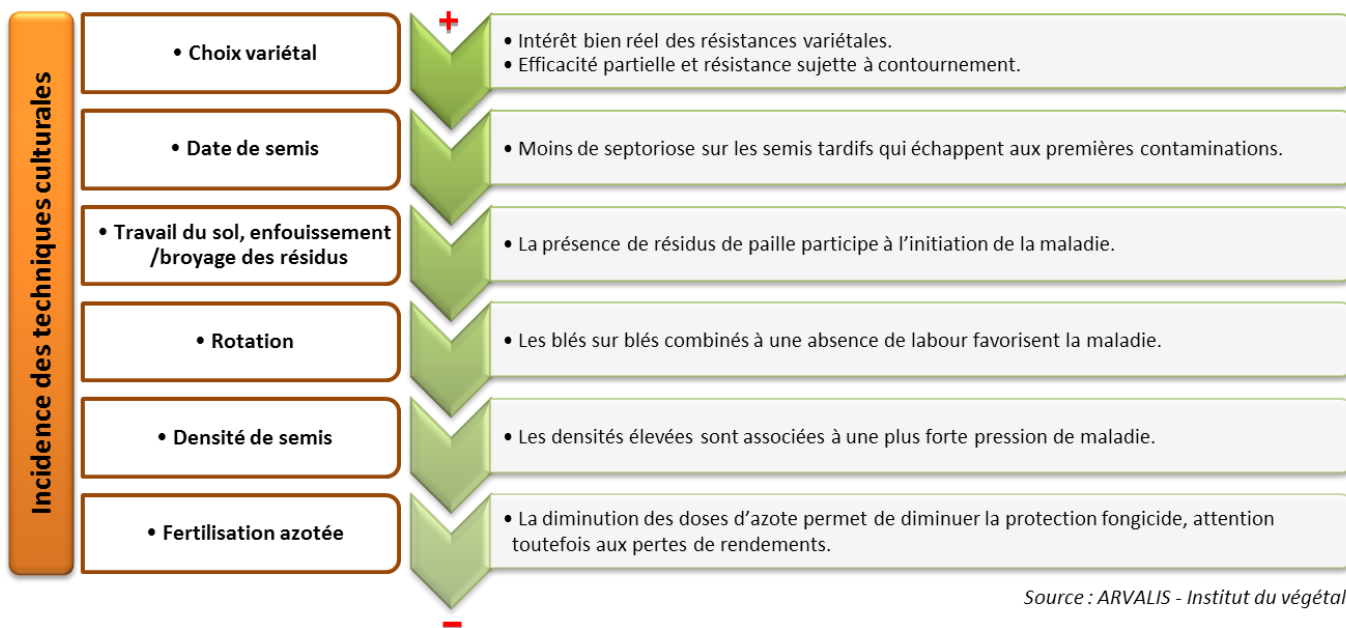 Incidence des techniques culturales
+
• Choix variétal
• Intérêt bien réel des résistances variétales.
• Efficacité partielle et résistance sujette à contournement.
• Date de semis
• Moins de septoriose sur les semis tardifs qui échappent aux premières contaminations.
• Travail du sol, enfouissement
/broyage des résidus
• La présence de résidus de paille participe à l’initiation de la maladie.
• Rotation
• Les blés sur blés combinés à une absence de labour favorisent la maladie.
• Densité de semis
• Les densités élevées sont associées à une plus forte pression de maladie.
• Fertilisation azotée
• La diminution des doses d’azote permet de diminuer la protection fongicide, attention
toutefois aux pertes de rendements.
Source : ARVALIS - Institut du végétal
–